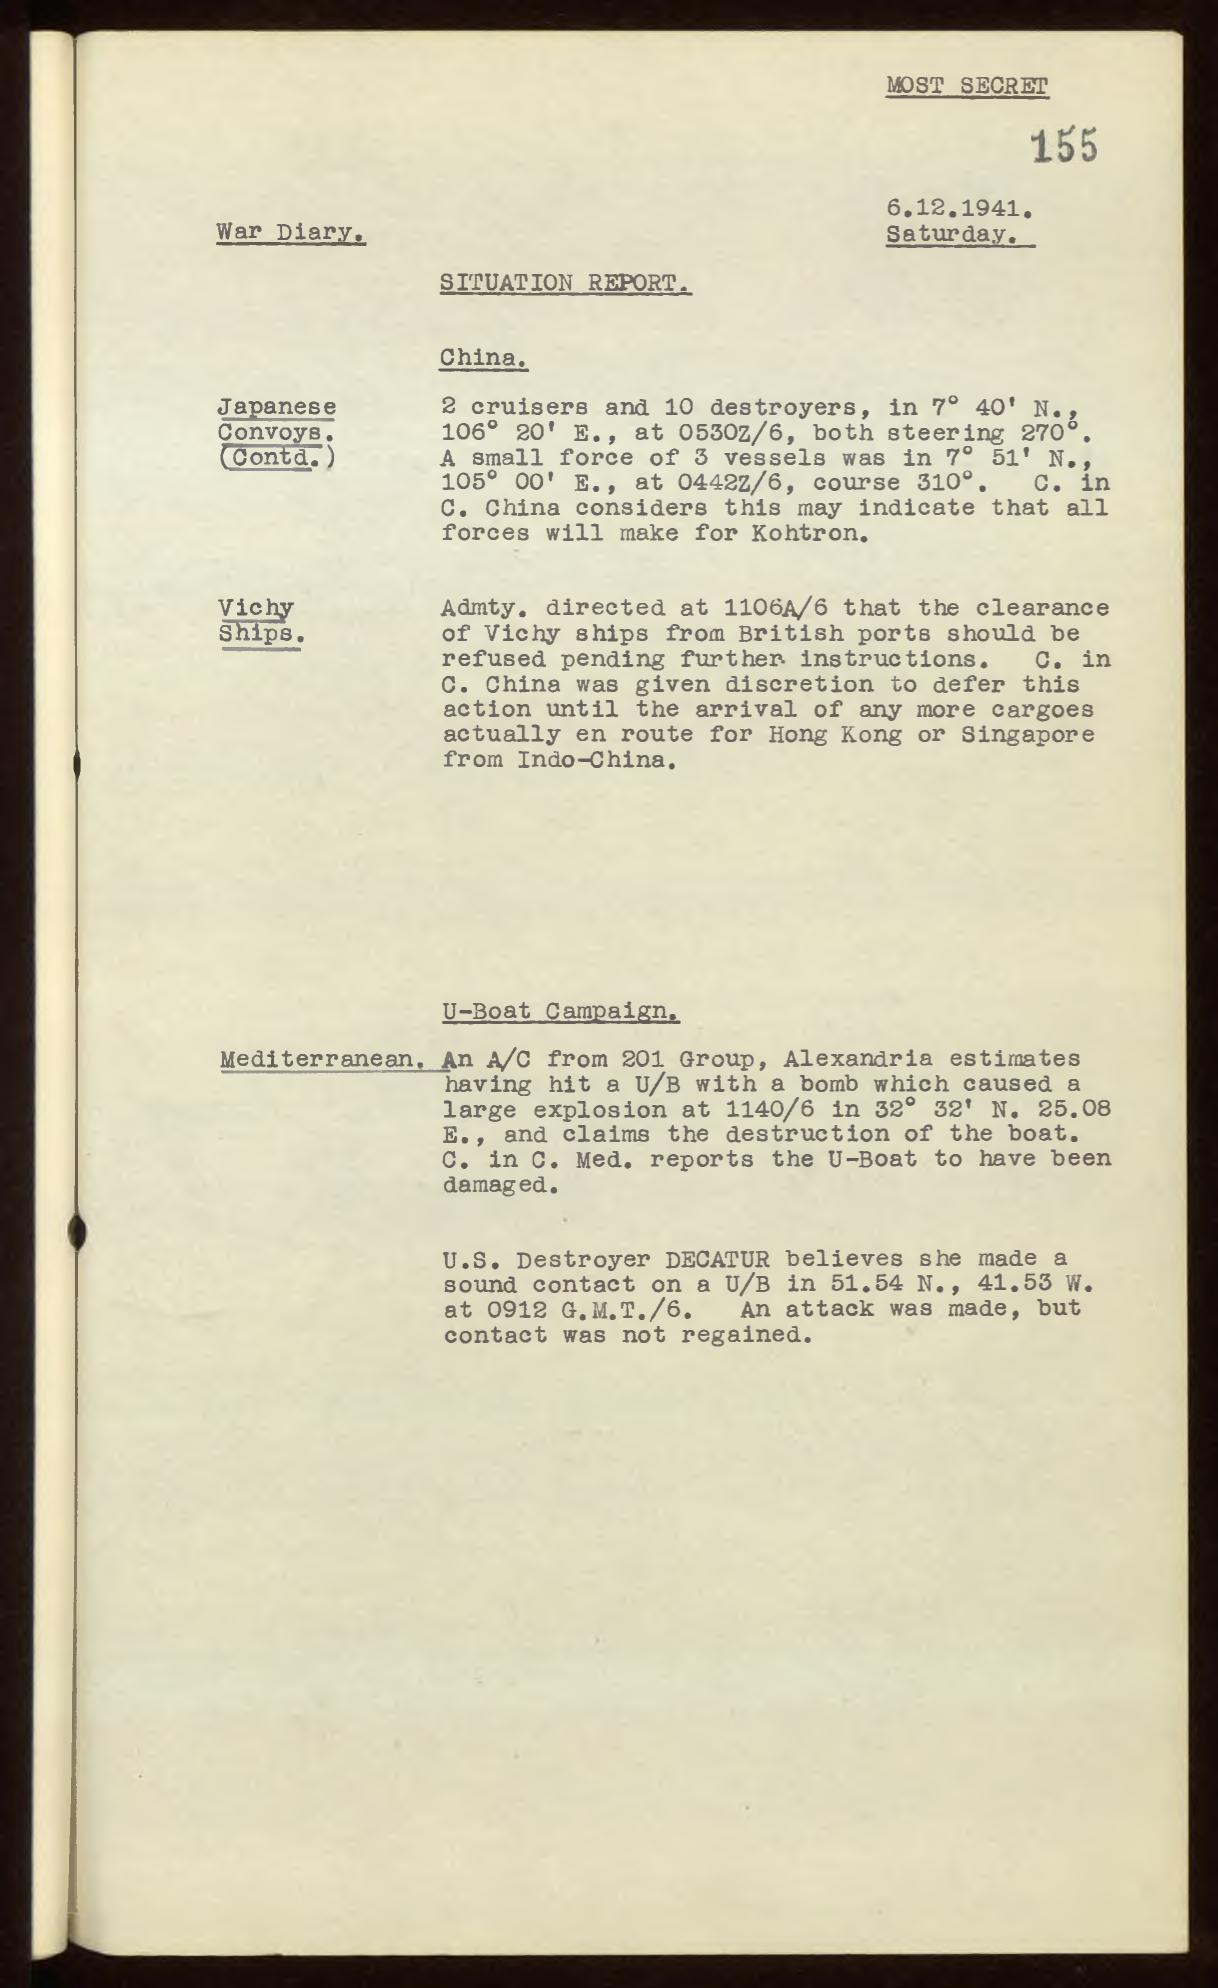 MOST SECRET
155
6.12.1941.
War Diary.
Saturday.
SITUATION REPORT.
China.
Japanese
Convoys.
(Contd.)
2 cruisers and 10 destroyers, in 7° 40' N.,
106° 20' E., at 0530Z/6, both steering 270°.
A small force of 3 vessels was in 7° 51' N.,
105° 00' E., at 0442Z/6, course 310°. C. in
C. China considers this may indicate that all
forces will make for Kohtron.
Vichy
Ships.
Admty. directed at 1106A/6 that the clearance
of Vichy ships from British ports should be
refused pending further instructions. C. in
C. China was given discretion to defer this
action until the arrival of any more cargoes
actually en route for Hong Kong or Singapore
from Indo-China.
U-Boat Campaign.
Mediterranean. An A/C from 201 Group, Alexandria estimates
having hit a U/B with a bomb which caused a
large explosion at 1140/6 in 32° 32' N. 25.08
E., and claims the destruction of the boat.
C. in C. Med. reports the U-Boat to have been
damaged.
U.S. Destroyer DECATUR believes she made a
sound contact on a U/B in 51.54 N., 41.53 W.
at 0912 G.M.T./6. An attack was made, but
contact was not regained.